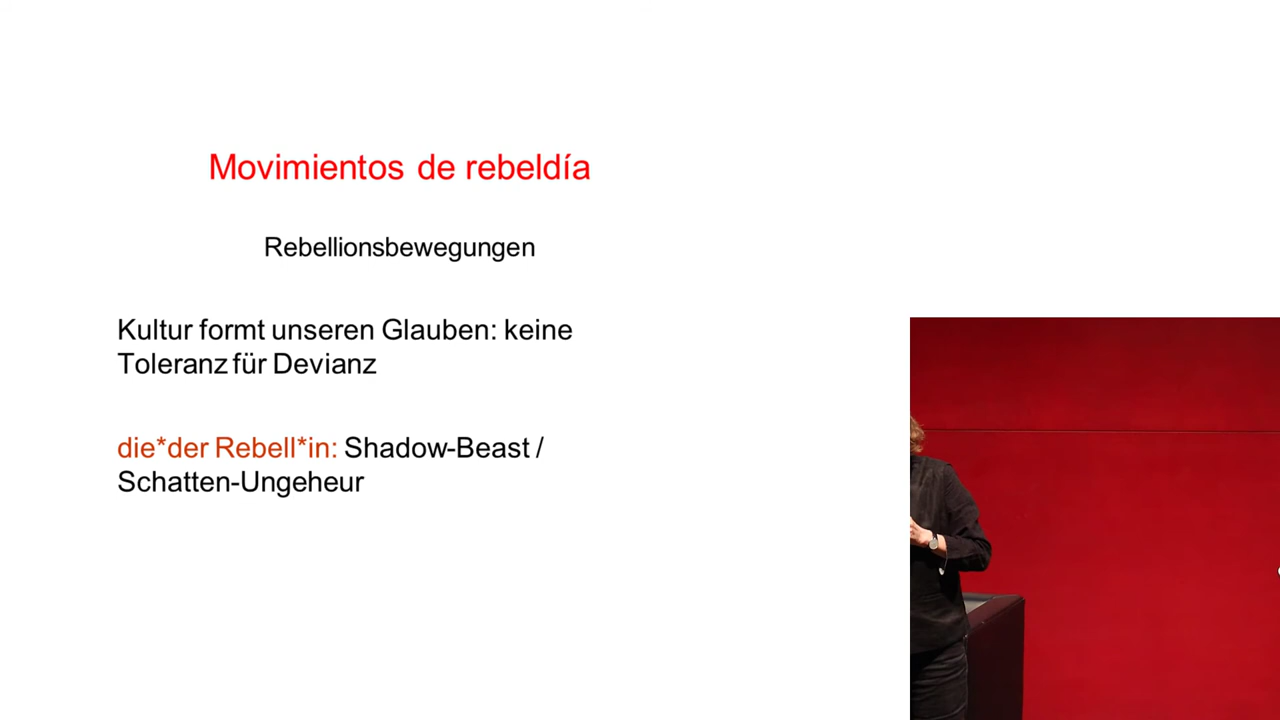 Movimientos de rebeldía
Rebellionsbewegungen
Kultur formt unseren Glauben: keine
Toleranz für Devianz
die*der Rebell*in: Shadow-Beast /
Schatten-Ungeheur